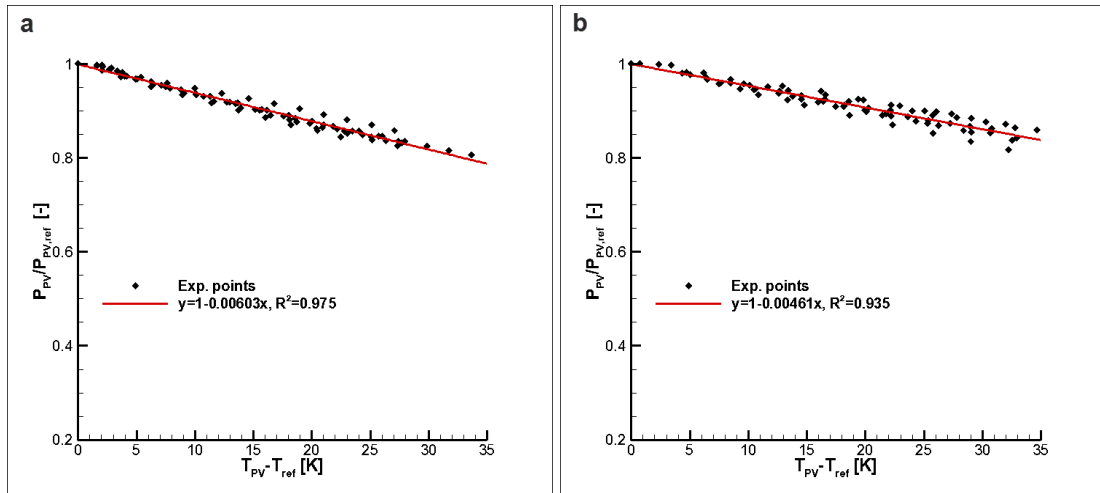 a
1
0.8
0.6
0.4
0.2
P_PV/P_PV,ref [-]
Exp. points
y=1-0.00603x, R²=0.975
0 5 10 15 20 25 30 35
T_PV-T_ref [K]
b
1
0.8
0.6
0.4
0.2
P_PV/P_PV,ref [-]
Exp. points
y=1-0.00461x, R²=0.935
0 5 10 15 20 25 30 35
T_PV-T_ref [K]